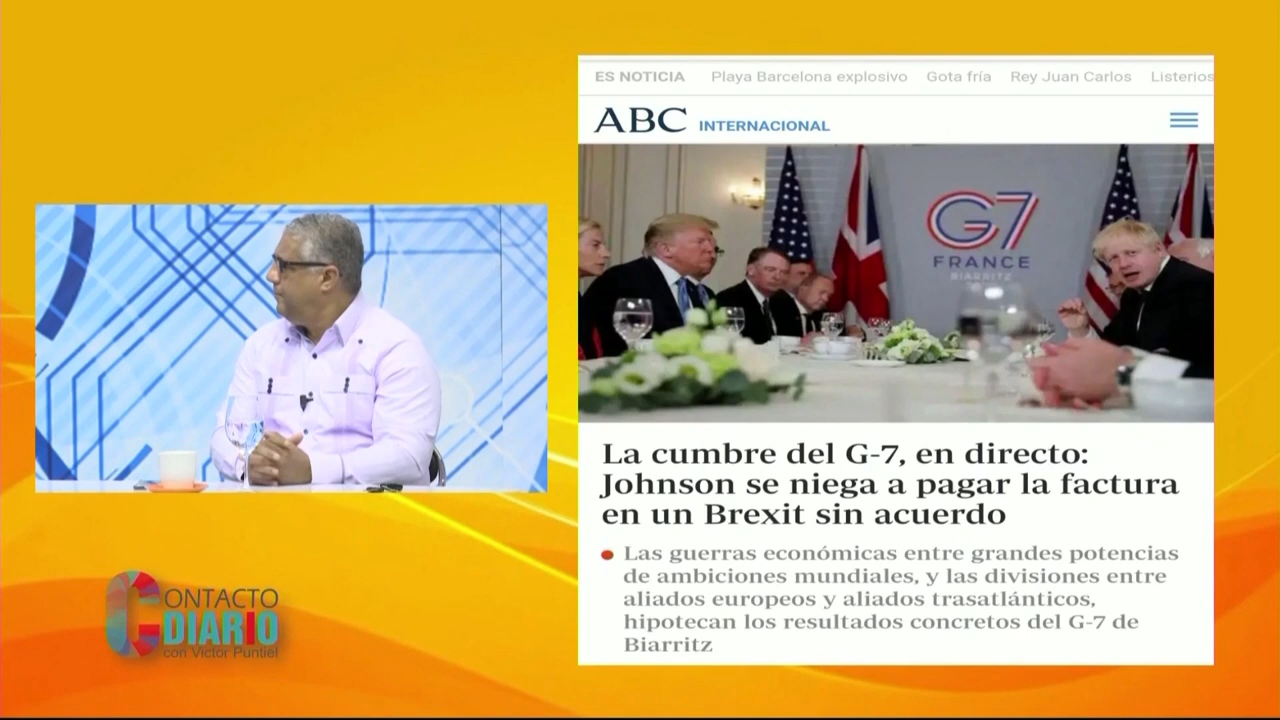 ES NOTICIA Playa Barcelona explosivo Gota fría Rey Juan Carlos Listerios
ABC INTERNACIONAL
G7
FRANCE
BIARRITZ
La cumbre del G-7, en directo:
Johnson se niega a pagar la factura
en un Brexit sin acuerdo
Las guerras económicas entre grandes potencias
de ambiciones mundiales, y las divisiones entre
aliados europeos y aliados trasatlánticos,
hipotecan los resultados concretos del G-7 de
Biarritz
CONTACTO
DIARIO
con Victor Puntiel